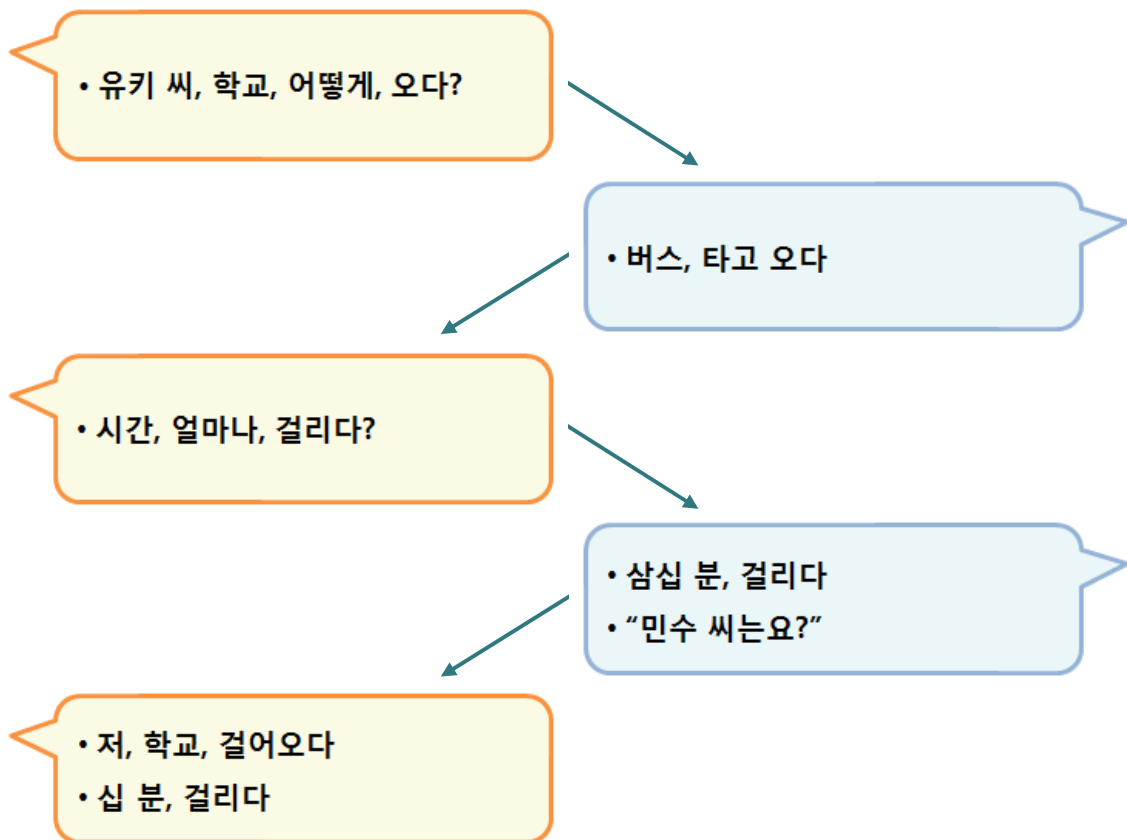 • 유키 씨, 학교, 어떻게, 오다?
• 버스, 타고 오다
• 시간, 얼마나, 걸리다?
• 삼십 분, 걸리다
• “민수 씨는요?”
• 저, 학교, 걸어오다
• 십 분, 걸리다